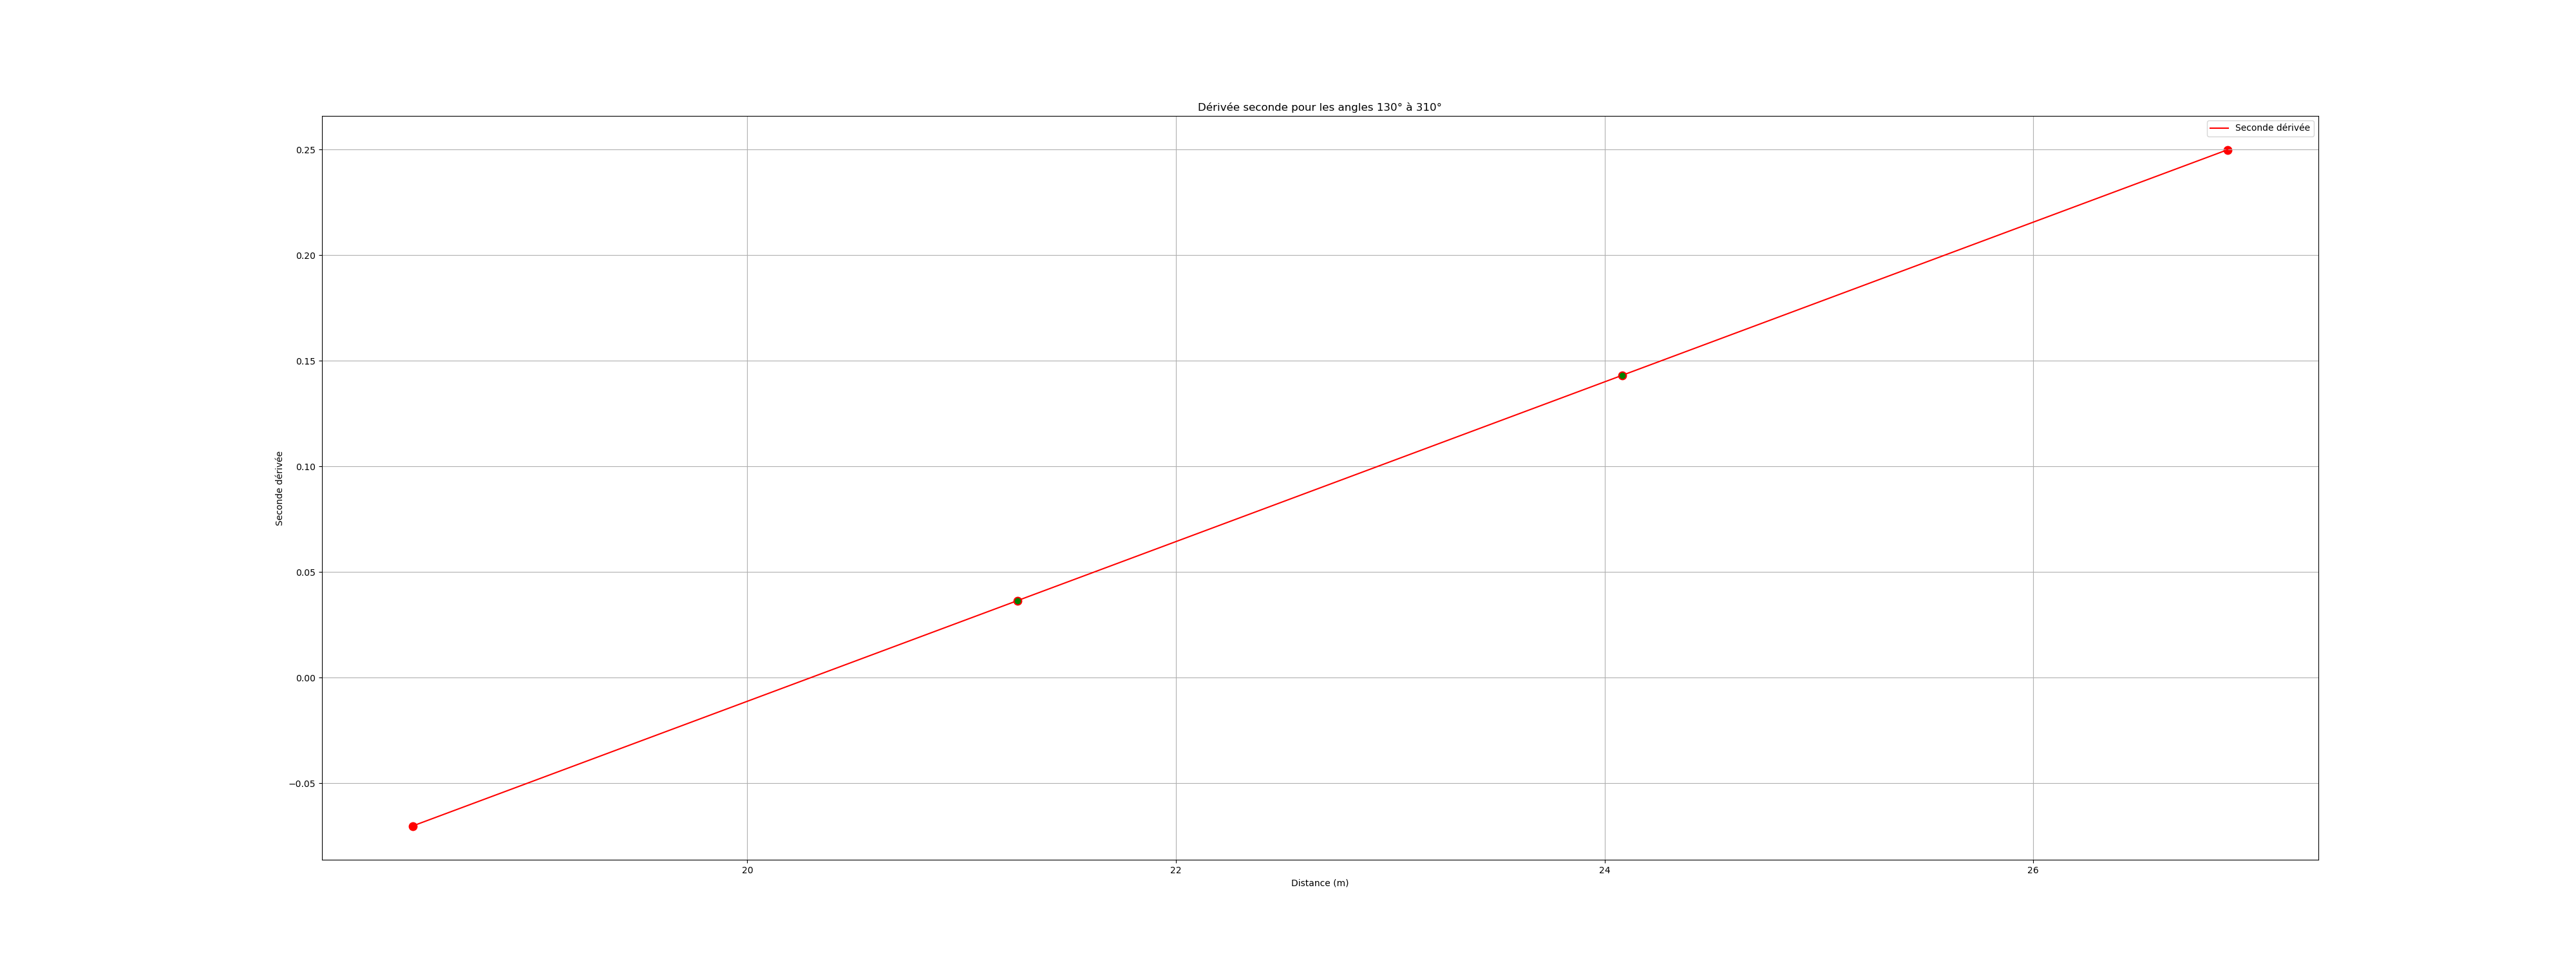 Dérivée seconde pour les angles 130° à 310°
Seconde dérivée
0.25
0.20
0.15
0.10
0.05
0.00
−0.05
Seconde dérivée
20
22
24
26
Distance (m)